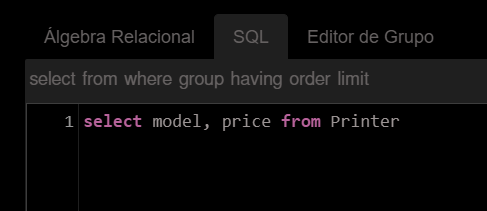 Álgebra Relacional SQL Editor de Grupo
select from where group having order limit
1 select model, price from Printer